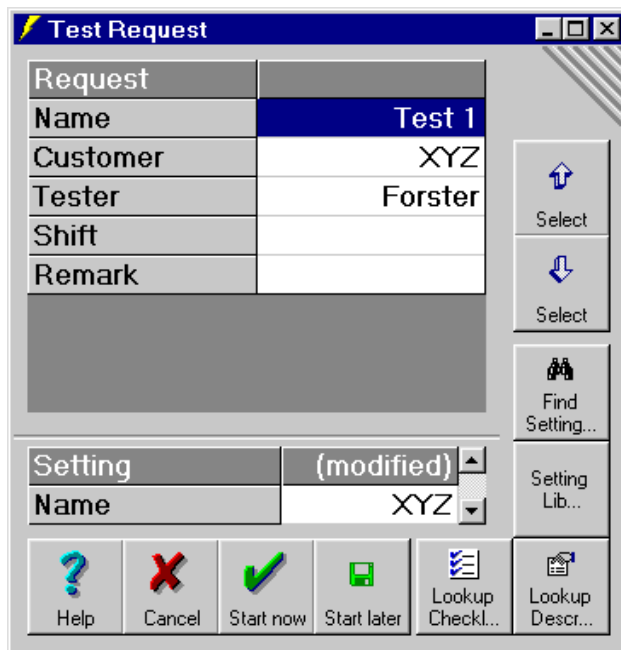 Test Request
Request
Name Test 1
Customer XYZ
Tester Forster
Shift
Remark
Select
Select
Find
Setting...
Setting (modified)
Name XYZ
Setting
Lib...
Help
Cancel
Start now
Start later
Lookup
Checkl...
Lookup
Descr...